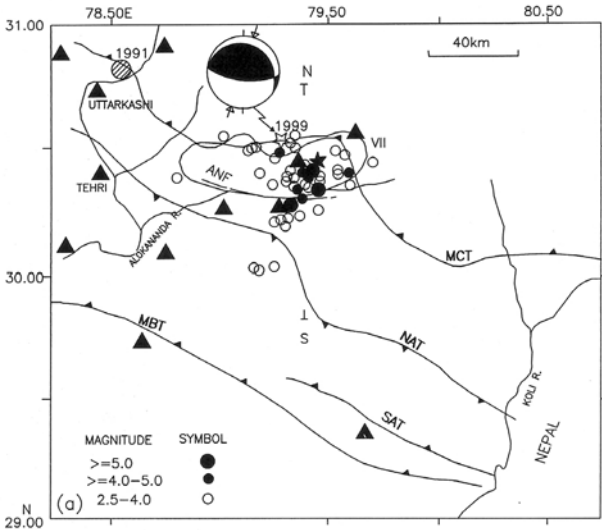 78.50E
79.50
80.50
31.00
1991
40km
N
T
UTTARKASHI
1999
VII
ANF
TEHRI
ALOKANANDA R.
MCT
30.00
MBT
T
S
NAT
KOLI R.
SAT
NEPAL
MAGNITUDE SYMBOL
>=5.0
>=4.0-5.0
2.5-4.0
N
(a)
29.00